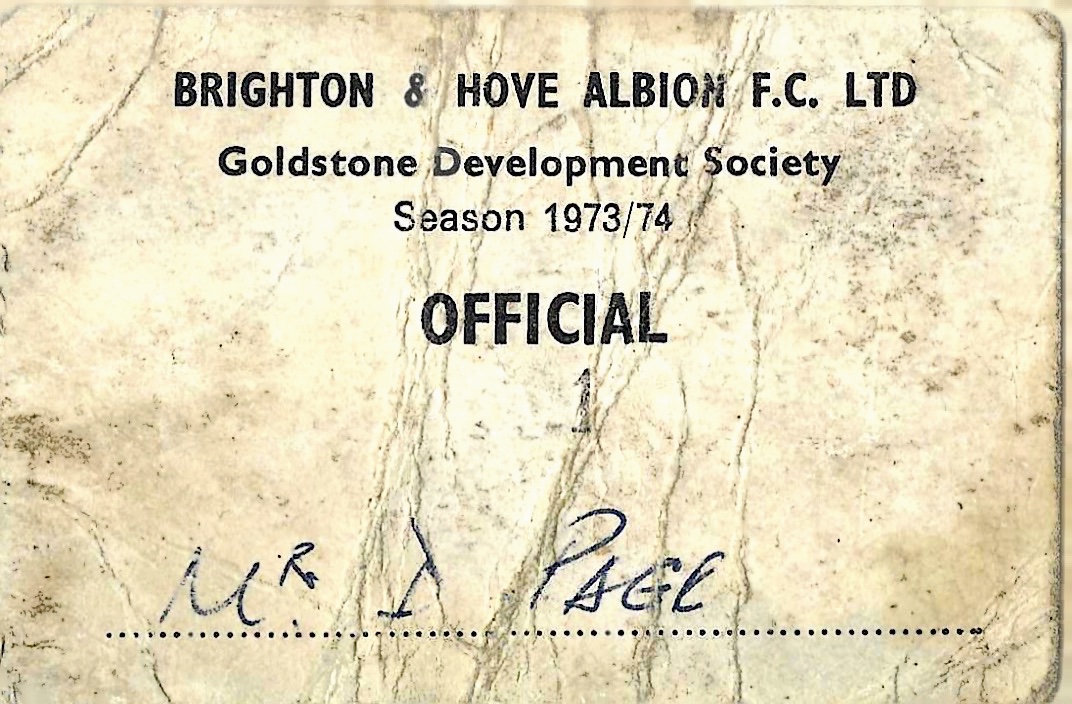 BRIGHTON & HOVE ALBION F.C. LTD
Goldstone Development Society
Season 1973/74
OFFICIAL
1
Mr. D PAGE